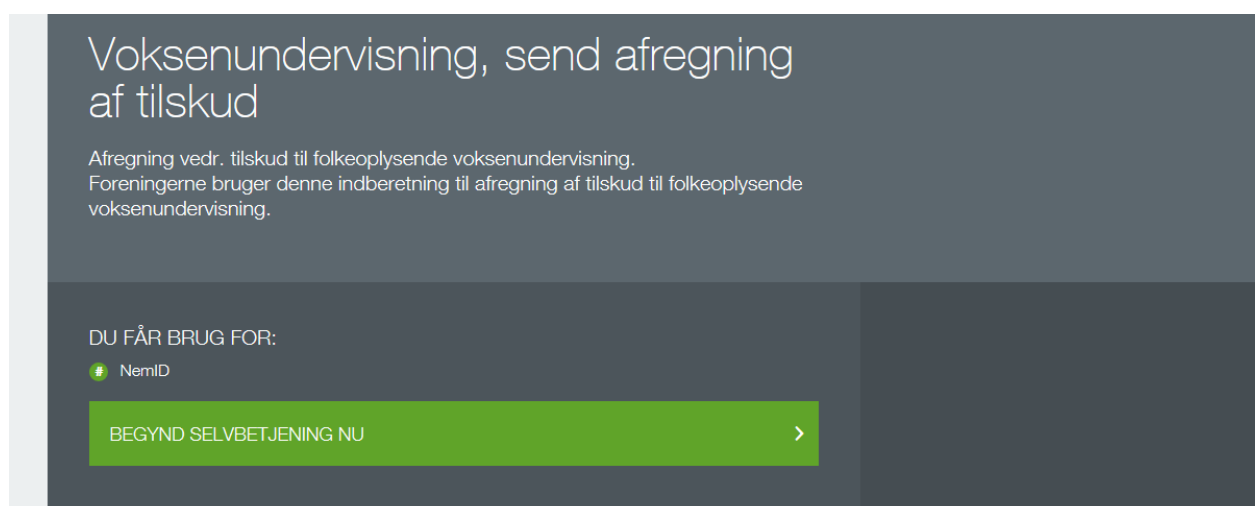 Voksenundervisning, send afregning
af tilskud
Afregning vedr. tilskud til folkeoplysende voksenundervisning.
Foreningerne bruger denne indberetning til afregning af tilskud til folkeoplysende
voksenundervisning.
DU FÅR BRUG FOR:
# NemID
BEGYND SELVBETJENING NU